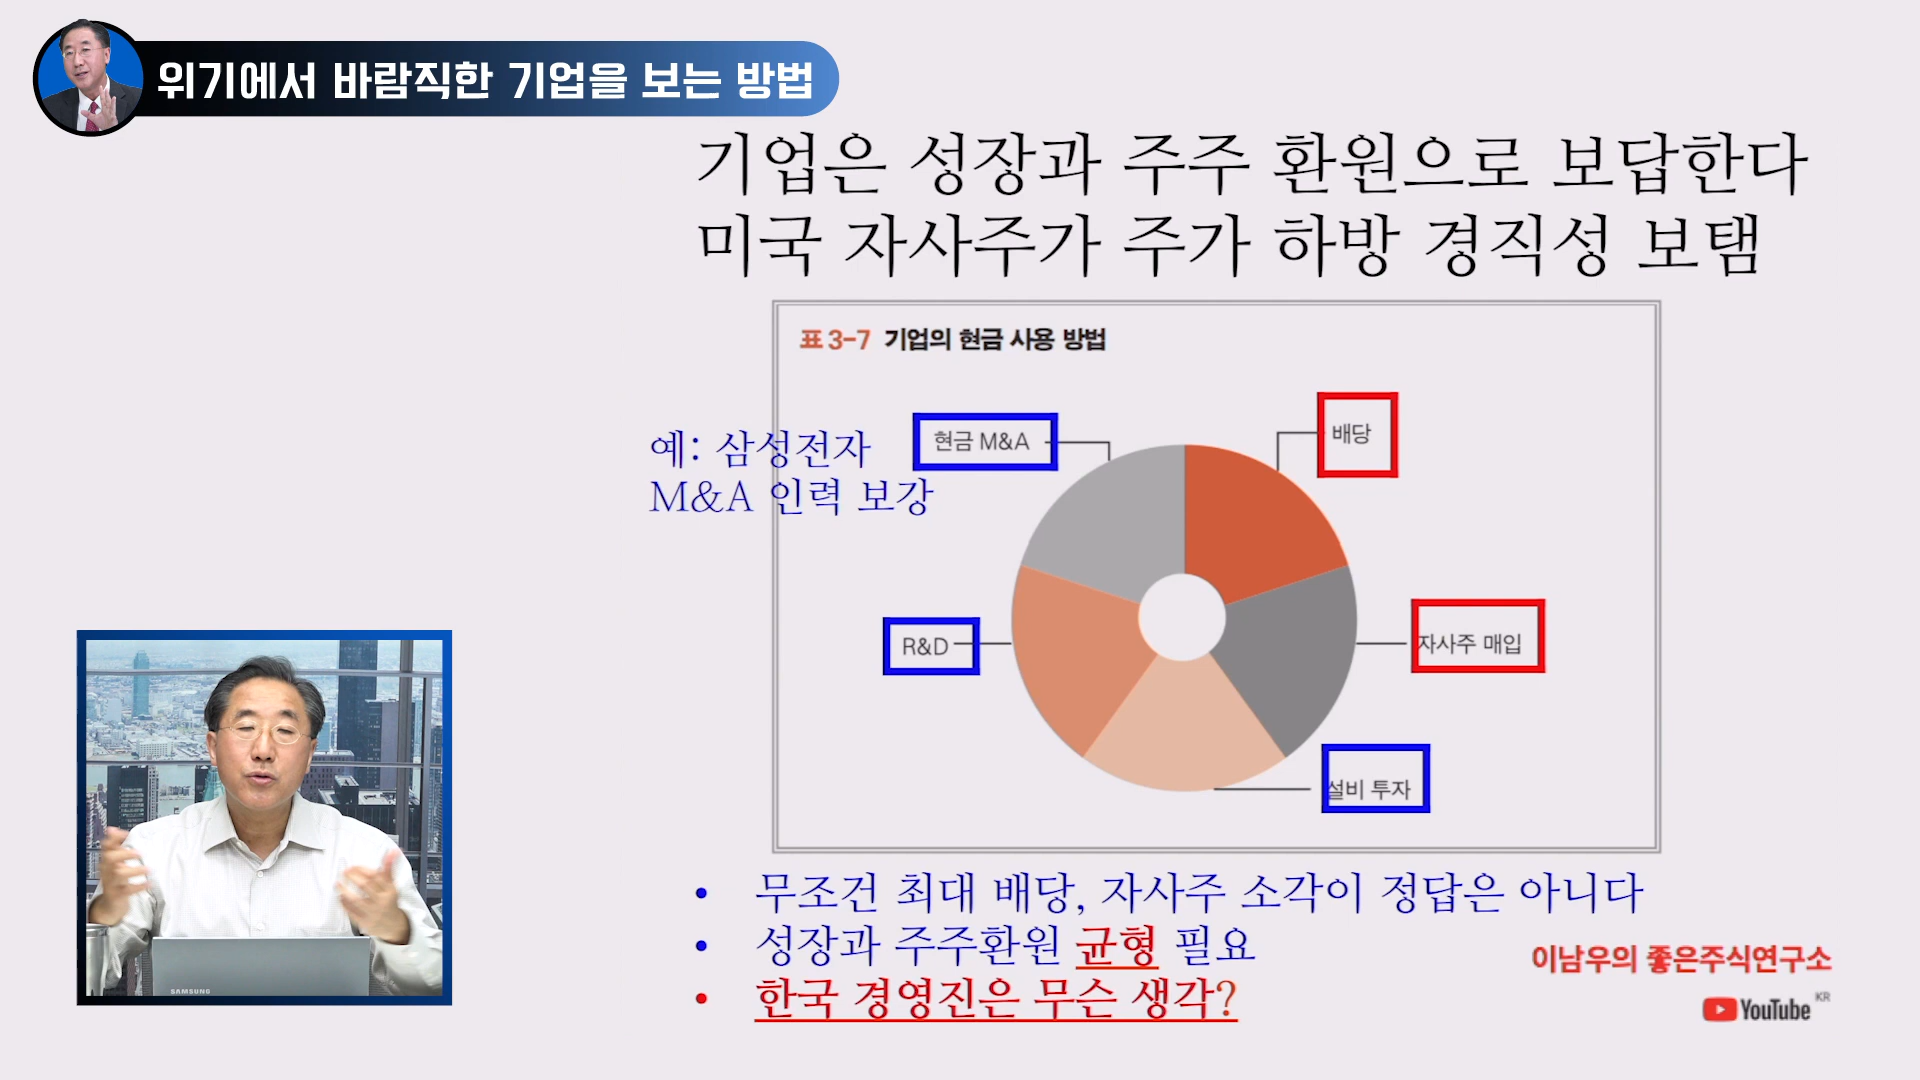 위기에서 바람직한 기업을 보는 방법
기업은 성장과 주주 환원으로 보답한다
미국 자사주가 주가 하방 경직성 보탬
표 3-7 기업의 현금 사용 방법
예: 삼성전자
M&A 인력 보강
현금 M&A
배당
R&D
자사주 매입
설비 투자
• 무조건 최대 배당, 자사주 소각이 정답은 아니다
• 성장과 주주환원 균형 필요
• 한국 경영진은 무슨 생각?
이남우의 좋은주식연구소
YouTube KR
SAMSUNG